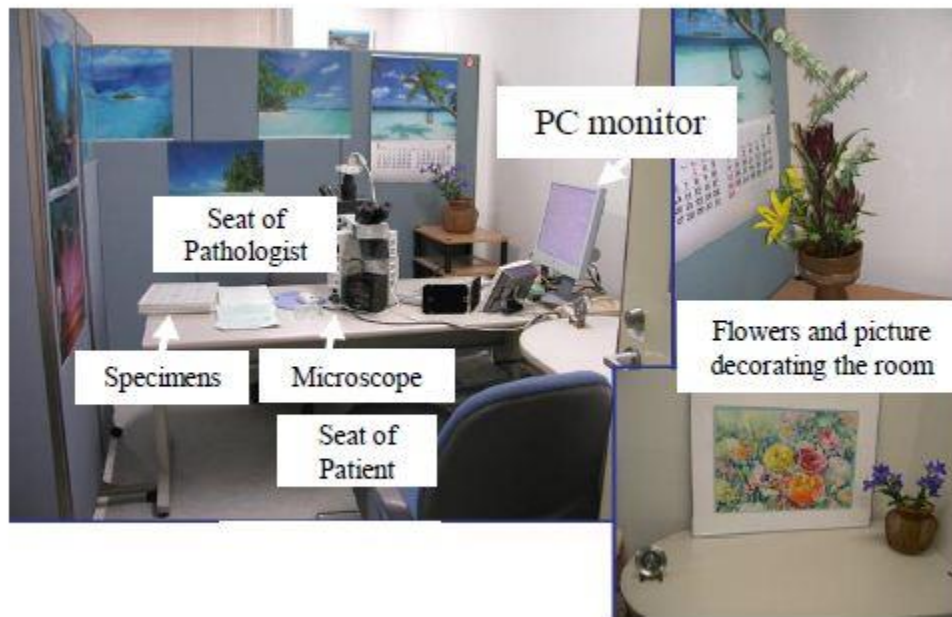 PC monitor
Seat of
Pathologist
Specimens
Microscope
Seat of
Patient
Flowers and picture
decorating the room